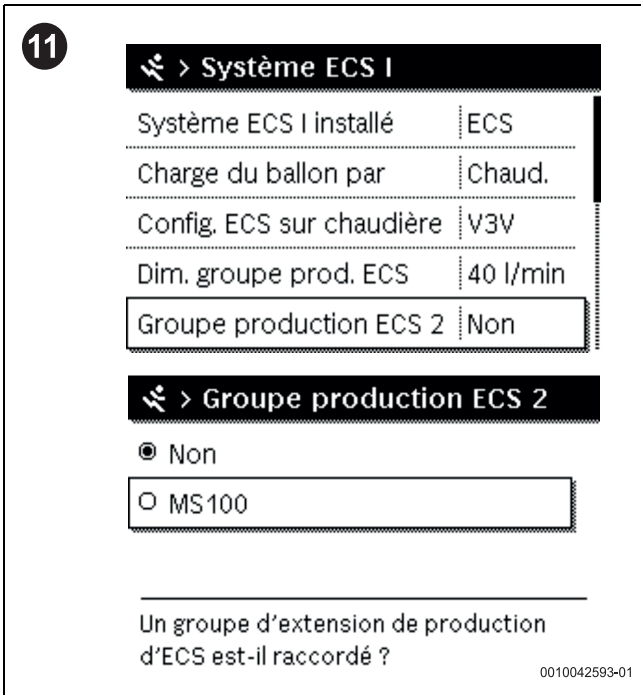 11
> Système ECS I
Système ECS I installé ECS
Charge du ballon par Chaud.
Config. ECS sur chaudière V3V
Dim. groupe prod. ECS 40 l/min
Groupe production ECS 2 Non
> Groupe production ECS 2
Non
MS100
Un groupe d'extension de production
d'ECS est-il raccordé ?
0010042593-01